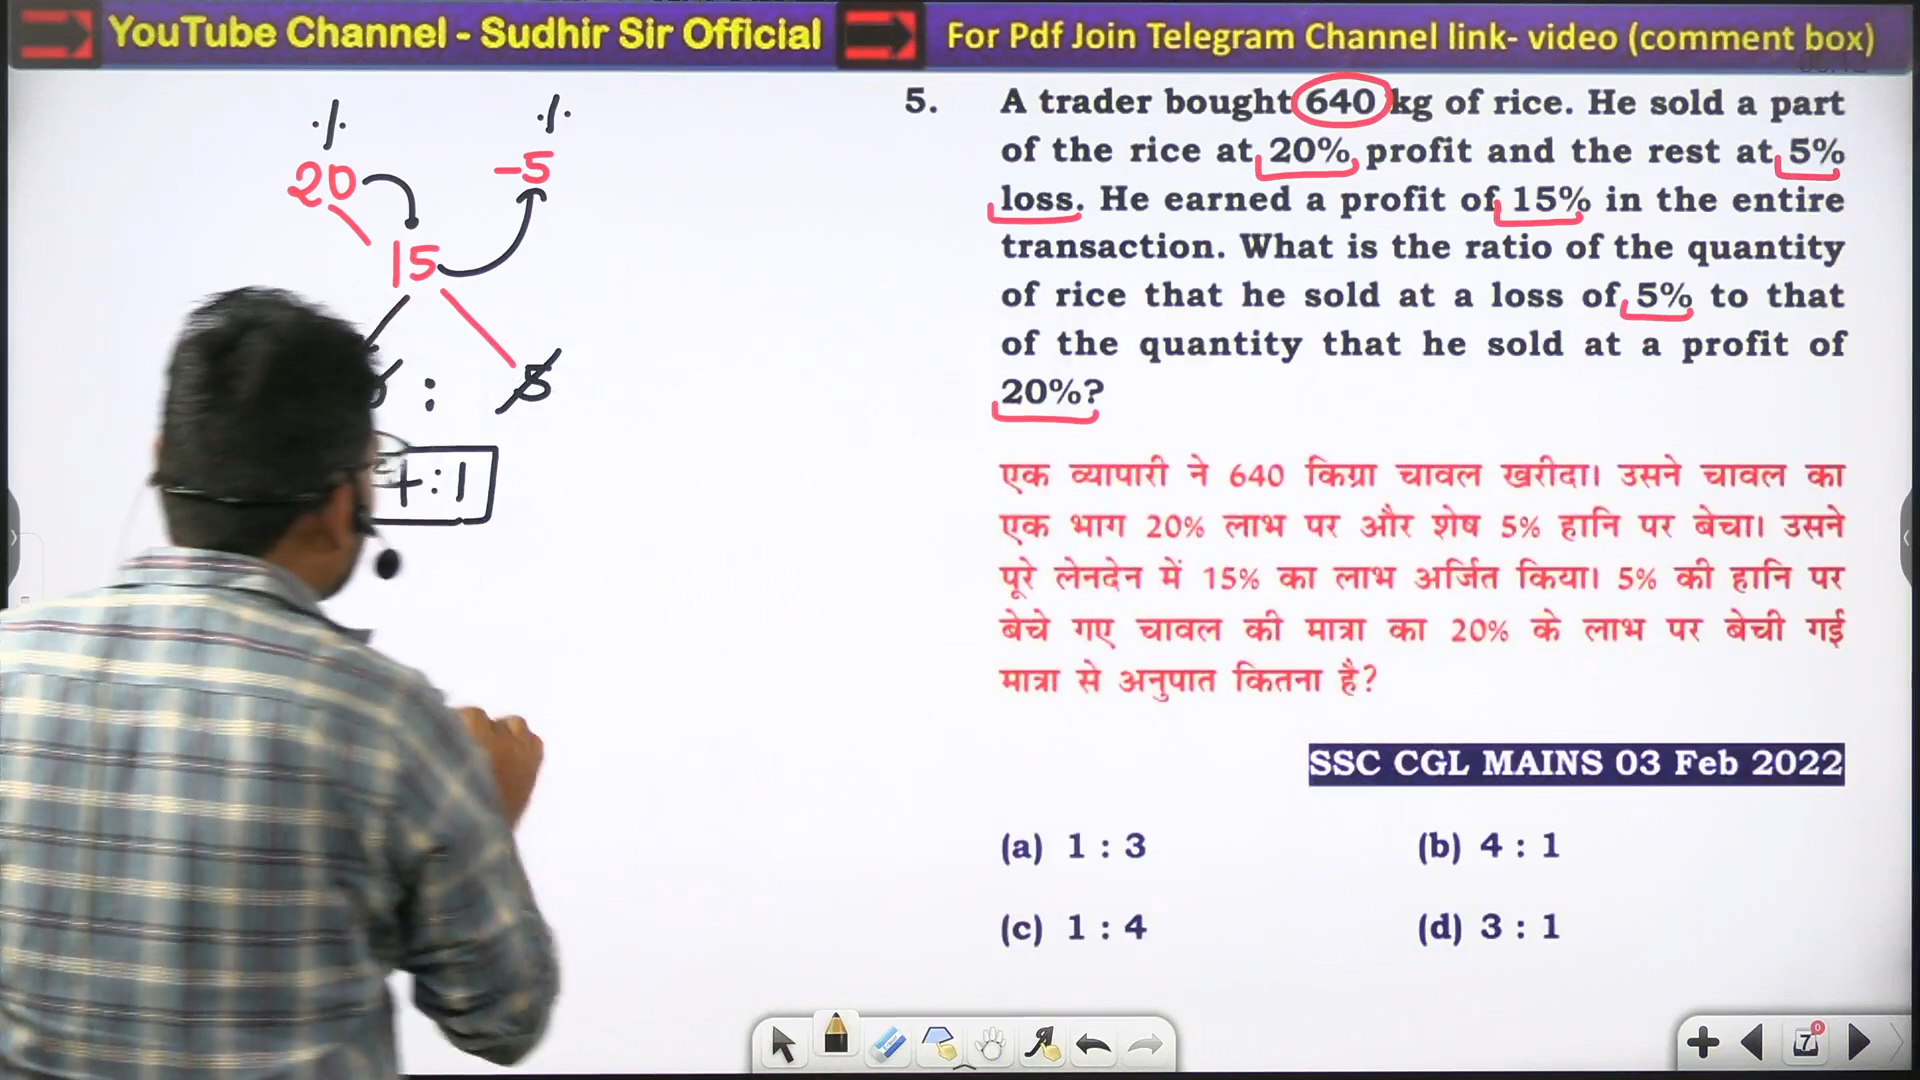 YouTube Channel - Sudhir Sir Official
For Pdf Join Telegram Channel link- video (comment box)
% %
20 -5
15
: 5
4:1
5. A trader bought 640 kg of rice. He sold a part
of the rice at 20% profit and the rest at 5%
loss. He earned a profit of 15% in the entire
transaction. What is the ratio of the quantity
of rice that he sold at a loss of 5% to that
of the quantity that he sold at a profit of
20%?
एक व्यापारी ने 640 किग्रा चावल खरीदा। उसने चावल का
एक भाग 20% लाभ पर और शेष 5% हानि पर बेचा। उसने
पूरे लेनदेन में 15% का लाभ अर्जित किया। 5% की हानि पर
बेचे गए चावल की मात्रा का 20% के लाभ पर बेची गई
मात्रा से अनुपात कितना है?
SSC CGL MAINS 03 Feb 2022
(a) 1 : 3 (b) 4 : 1
(c) 1 : 4 (d) 3 : 1
7 0